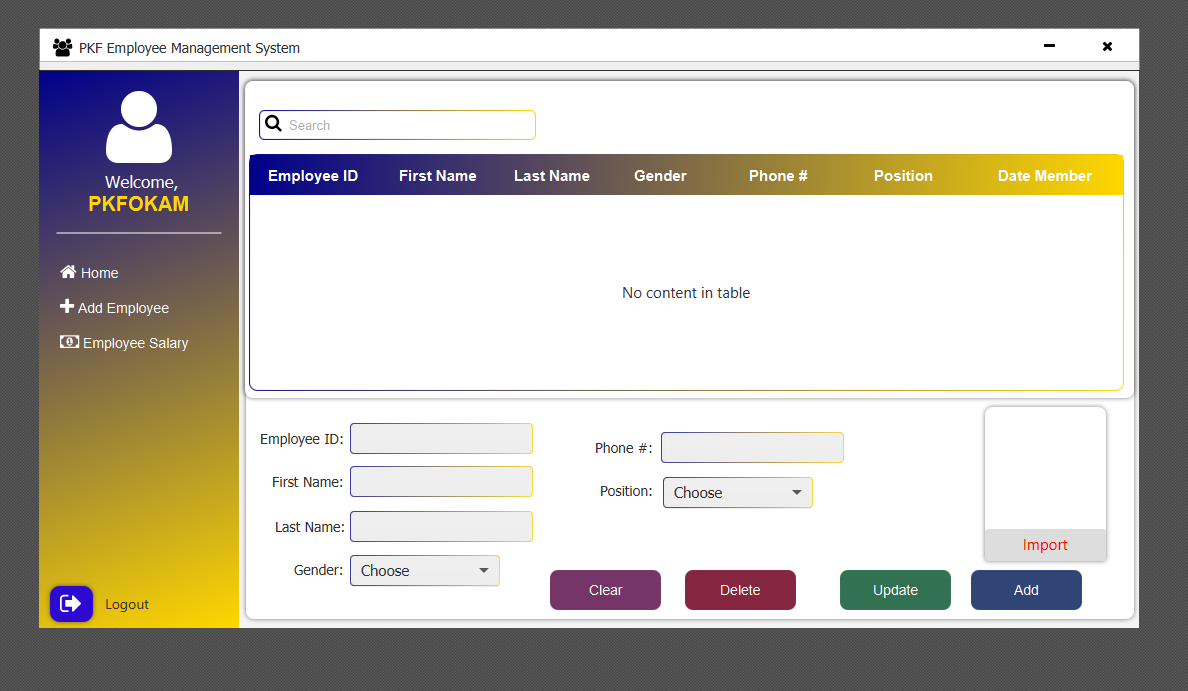 PKF Employee Management System
Welcome,
PKFOKAM
Home
Add Employee
Employee Salary
Logout
Search
Employee ID First Name Last Name Gender Phone # Position Date Member
No content in table
Employee ID:
First Name:
Last Name:
Gender: Choose
Phone #:
Position: Choose
Import
Clear Delete Update Add